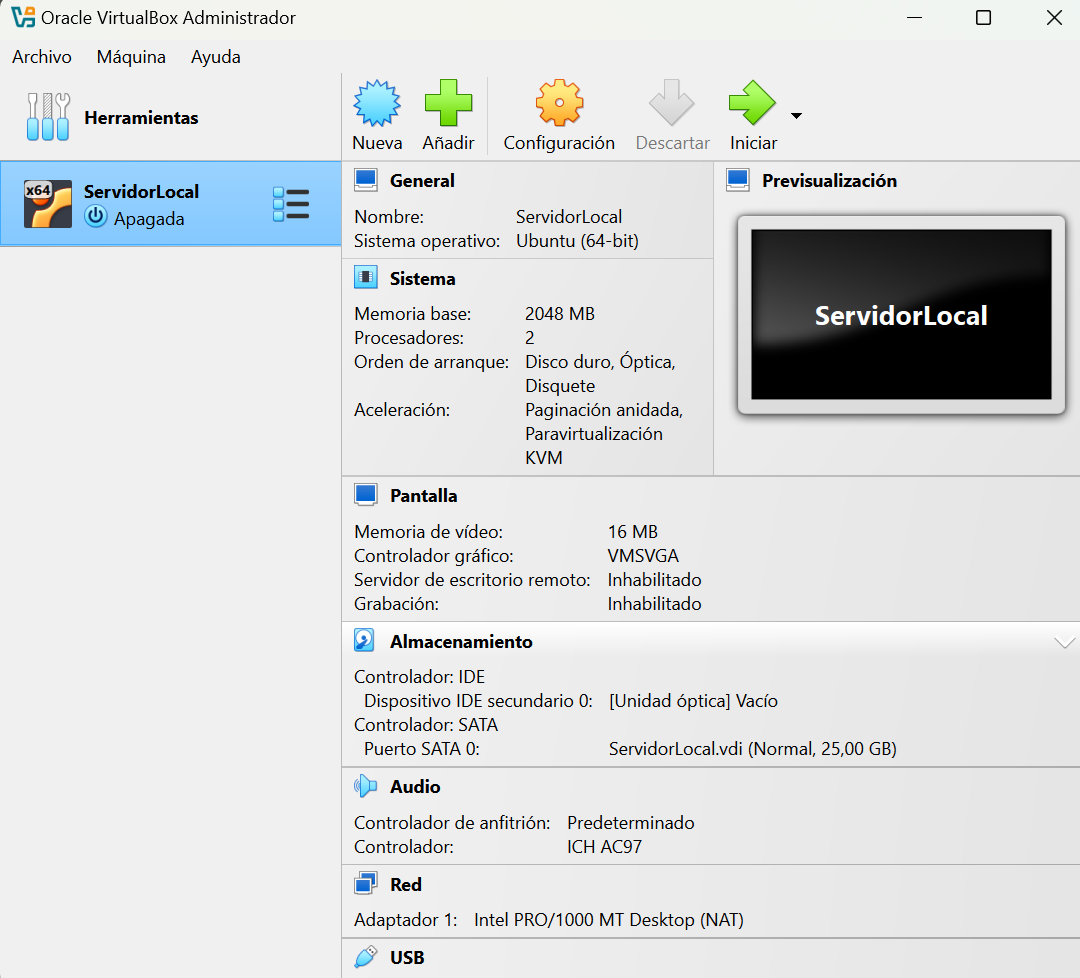 Oracle VirtualBox Administrador
Archivo Máquina Ayuda
Herramientas
Nueva Añadir Configuración Descartar Iniciar
x64
ServidorLocal
Apagada
General
Nombre: ServidorLocal
Sistema operativo: Ubuntu (64-bit)
Sistema
Memoria base: 2048 MB
Procesadores: 2
Orden de arranque: Disco duro, Óptica,
Disquete
Aceleración: Paginación anidada,
Paravirtualización
KVM
Previsualización
ServidorLocal
Pantalla
Memoria de vídeo: 16 MB
Controlador gráfico: VMSVGA
Servidor de escritorio remoto: Inhabilitado
Grabación: Inhabilitado
Almacenamiento
Controlador: IDE
Dispositivo IDE secundario 0: [Unidad óptica] Vacío
Controlador: SATA
Puerto SATA 0: ServidorLocal.vdi (Normal, 25,00 GB)
Audio
Controlador de anfitrión: Predeterminado
Controlador: ICH AC97
Red
Adaptador 1: Intel PRO/1000 MT Desktop (NAT)
USB